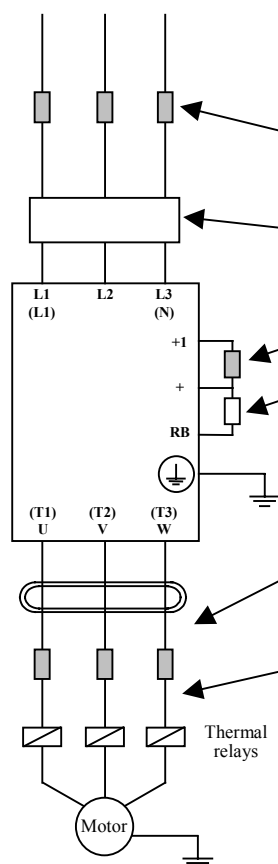 L1 L2 L3
(L1) (N)
+1
+
RB
(T1) (T2) (T3)
U V W
Thermal
relays
Motor